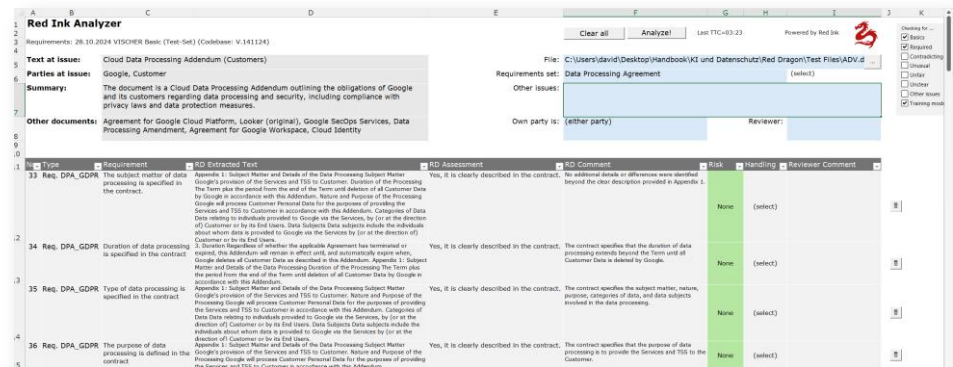 A B C D E F G H I J K
Red Ink Analyzer
Requirements: 28.10.2024 VISCHER Basic (Test-Set) (Codebase: V.141124)
Clear all Analyze! Last TTC=03:23 Powered by Red Ink
Checking for ...
Basics
Required
Contradicting
Unusual
Unfair
Unclear
Other issues
Training mode
Text at issue: Cloud Data Processing Addendum (Customers)
File: C:\Users\david\Desktop\Handbook\KI und Datenschutz\Red Dragon\Test Files\ADV.d ...
Parties at issue: Google, Customer
Requirements set: Data Processing Agreement (select)
Summary: The document is a Cloud Data Processing Addendum outlining the obligations of Google
and its customers regarding data processing and security, including compliance with
privacy laws and data protection measures.
Other issues:
Other documents: Agreement for Google Cloud Platform, Looker (original), Google SecOps Services, Data
Processing Amendment, Agreement for Google Workspace, Cloud Identity
Own party is: (either party) Reviewer:
Type Requirement RD Extracted Text RD Assessment RD Comment Risk Handling Reviewer Comment
33 Req. DPA_GDPR The subject matter of data
processing is specified in
the contract.
Appendix 1: Subject Matter and Details of the Data Processing Subject Matter
Google's provision of the Services and TSS to Customer. Duration of the Processing
The Term plus the period from the end of the Term until deletion of all Customer Data
by Google in accordance with this Addendum. Nature and Purpose of the Processing
Google will process Customer Personal Data for the purposes of providing the
Services and TSS to Customer in accordance with this Addendum. Categories of Data
Data relating to individuals provided to Google via the Services, by (or at the direction
of) Customer or by its End Users. Data Subjects Data subjects include the individuals
about whom data is provided to Google via the Services by (or at the direction of)
Customer or by its End Users.
Yes, it is clearly described in the contract.
No additional details or differences were identified
beyond the clear description provided in Appendix 1.
None (select)
34 Req. DPA_GDPR Duration of data processing
is specified in the contract
3. Duration Regardless of whether the applicable Agreement has terminated or
expired, this Addendum will remain in effect until, and automatically expire when,
Google deletes all Customer Data as described in this Addendum. Appendix 1: Subject
Matter and Details of the Data Processing Duration of the Processing The Term plus
the period from the end of the Term until deletion of all Customer Data by Google in
accordance with this Addendum.
Yes, it is clearly described in the contract.
The contract specifies that the duration of data
processing extends beyond the Term until all
Customer Data is deleted by Google.
None (select)
35 Req. DPA_GDPR Type of data processing is
specified in the contract
Appendix 1: Subject Matter and Details of the Data Processing Subject Matter
Google's provision of the Services and TSS to Customer. Nature and Purpose of the
Processing Google will process Customer Personal Data for the purposes of providing
the Services and TSS to Customer in accordance with this Addendum. Categories of
Data Data relating to individuals provided to Google via the Services, by (or at the
direction of) Customer or by its End Users. Data Subjects Data subjects include the
individuals about whom data is provided to Google via the Services by (or at the
direction of) Customer or by its End Users.
Yes, it is clearly described in the contract.
The contract specifies the subject matter, nature,
purpose, categories of data, and data subjects
involved in the data processing.
None (select)
36 Req. DPA_GDPR The purpose of data
processing is defined in the
contract
Appendix 1: Subject Matter and Details of the Data Processing Subject Matter
Google's provision of the Services and TSS to Customer. Nature and Purpose of the
Processing Google will process Customer Personal Data for the purposes of providing
the Services and TSS to Customer in accordance with this Addendum.
Yes, it is clearly described in the contract.
The contract specifies that the purpose of data
processing is to provide the Services and TSS to the
Customer.
None (select)